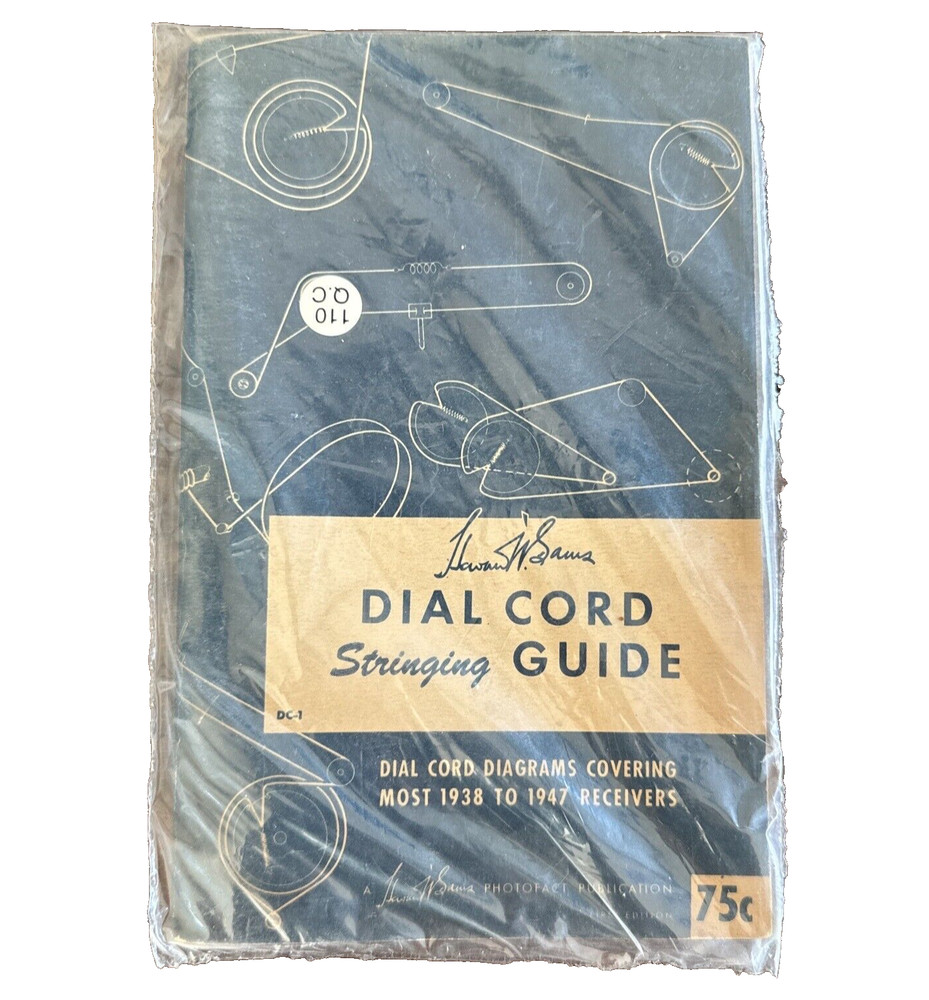 110
Q.C
Howard W. Sams
DIAL CORD
Stringing GUIDE
DC-1
DIAL CORD DIAGRAMS COVERING
MOST 1938 TO 1947 RECEIVERS
A Howard W. Sams PHOTOFACT PUBLICATION
EDITION
75c